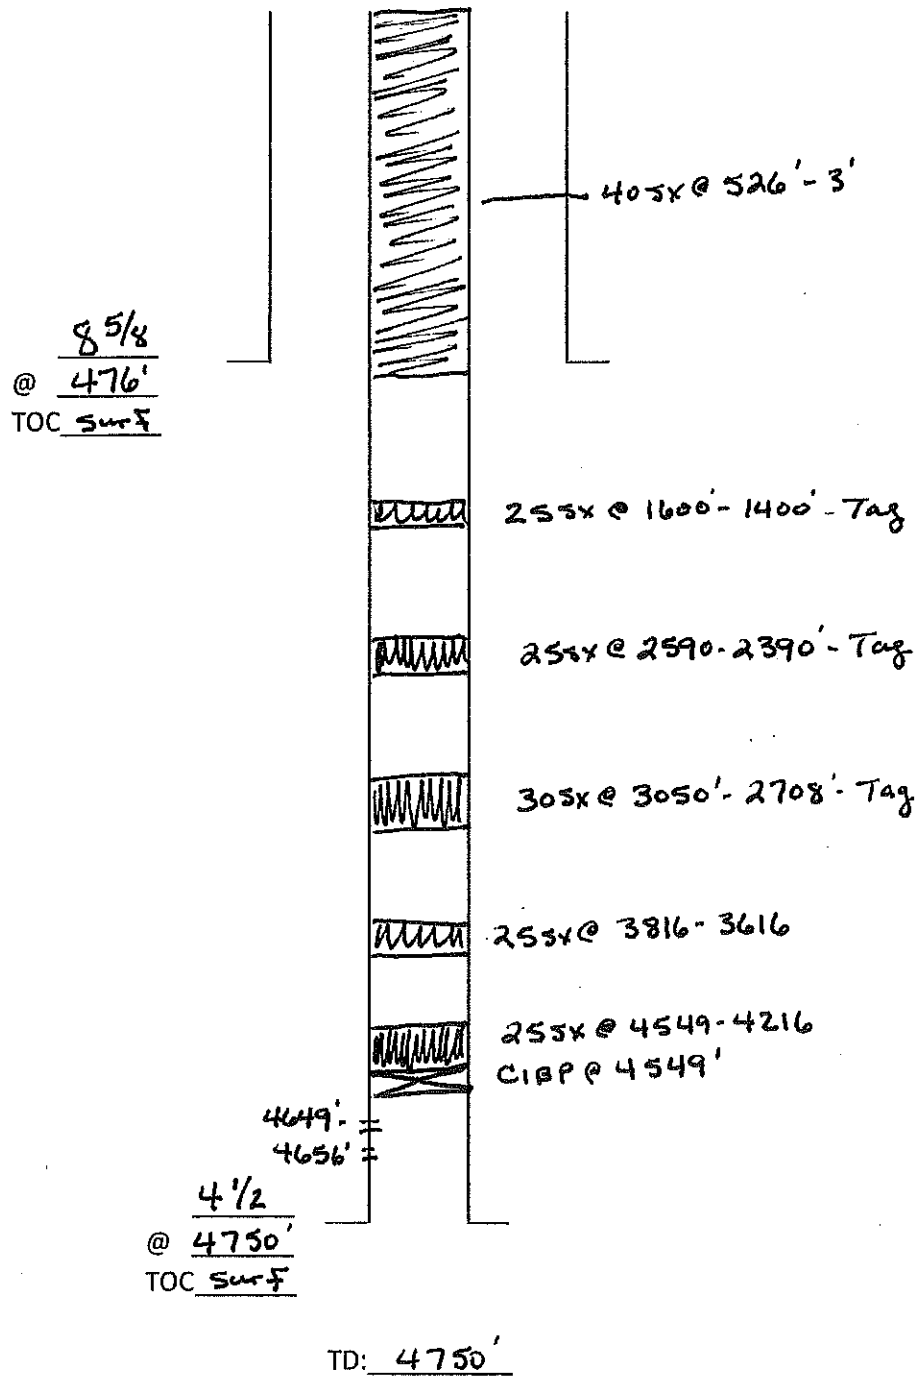 40sx @ 526'-3'
8 5/8
@ 476'
TOC surf
25sx @ 1600'-1400'-Tag
25sx @ 2590-2390'-Tag
30sx @ 3050'-2708'-Tag
25sx @ 3816-3616
25sx @ 4549-4216
CIBP @ 4549'
4649'-
4656'
4 1/2
@ 4750'
TOC surf
TD: 4750'